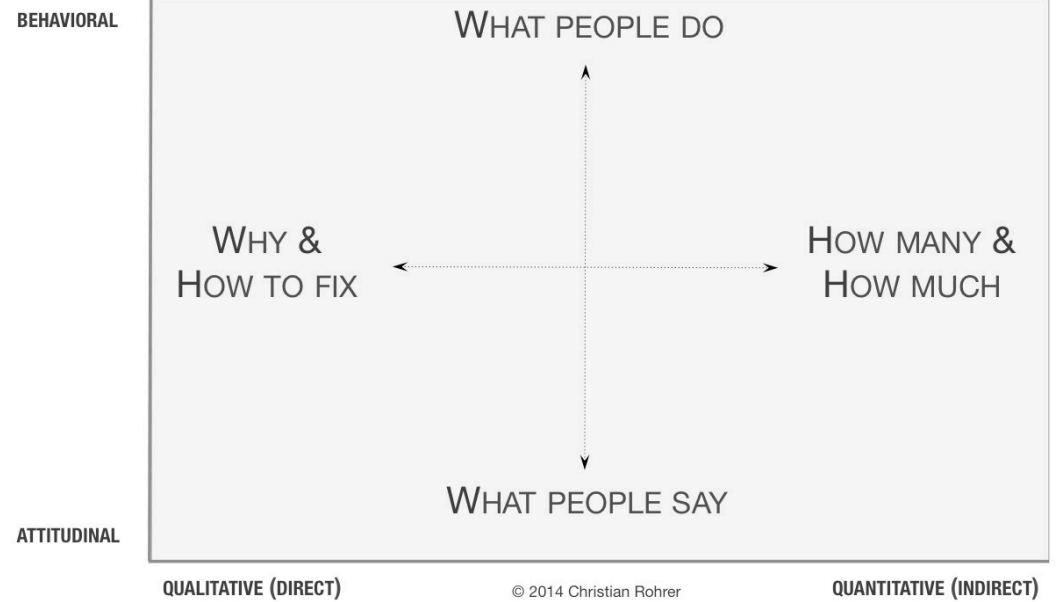 BEHAVIORAL
WHAT PEOPLE DO
WHY &
HOW TO FIX
HOW MANY &
HOW MUCH
WHAT PEOPLE SAY
ATTITUDINAL
QUALITATIVE (DIRECT)
© 2014 Christian Rohrer
QUANTITATIVE (INDIRECT)